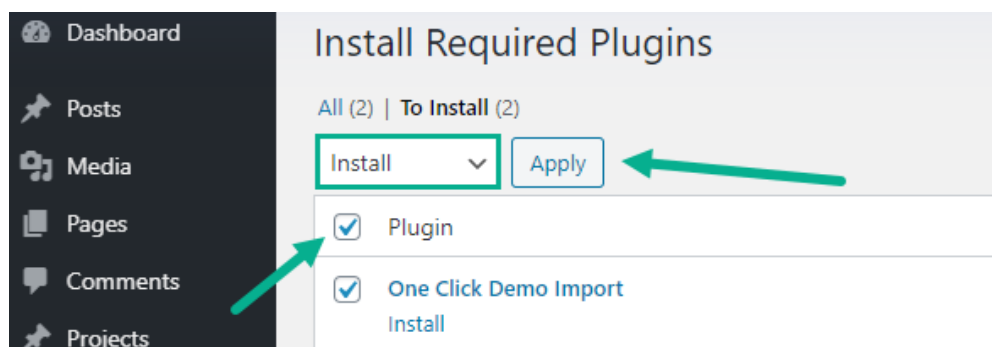 Dashboard
Posts
Media
Pages
Comments
Projects
Install Required Plugins
All (2) | To Install (2)
Install Apply
Plugin
One Click Demo Import
Install